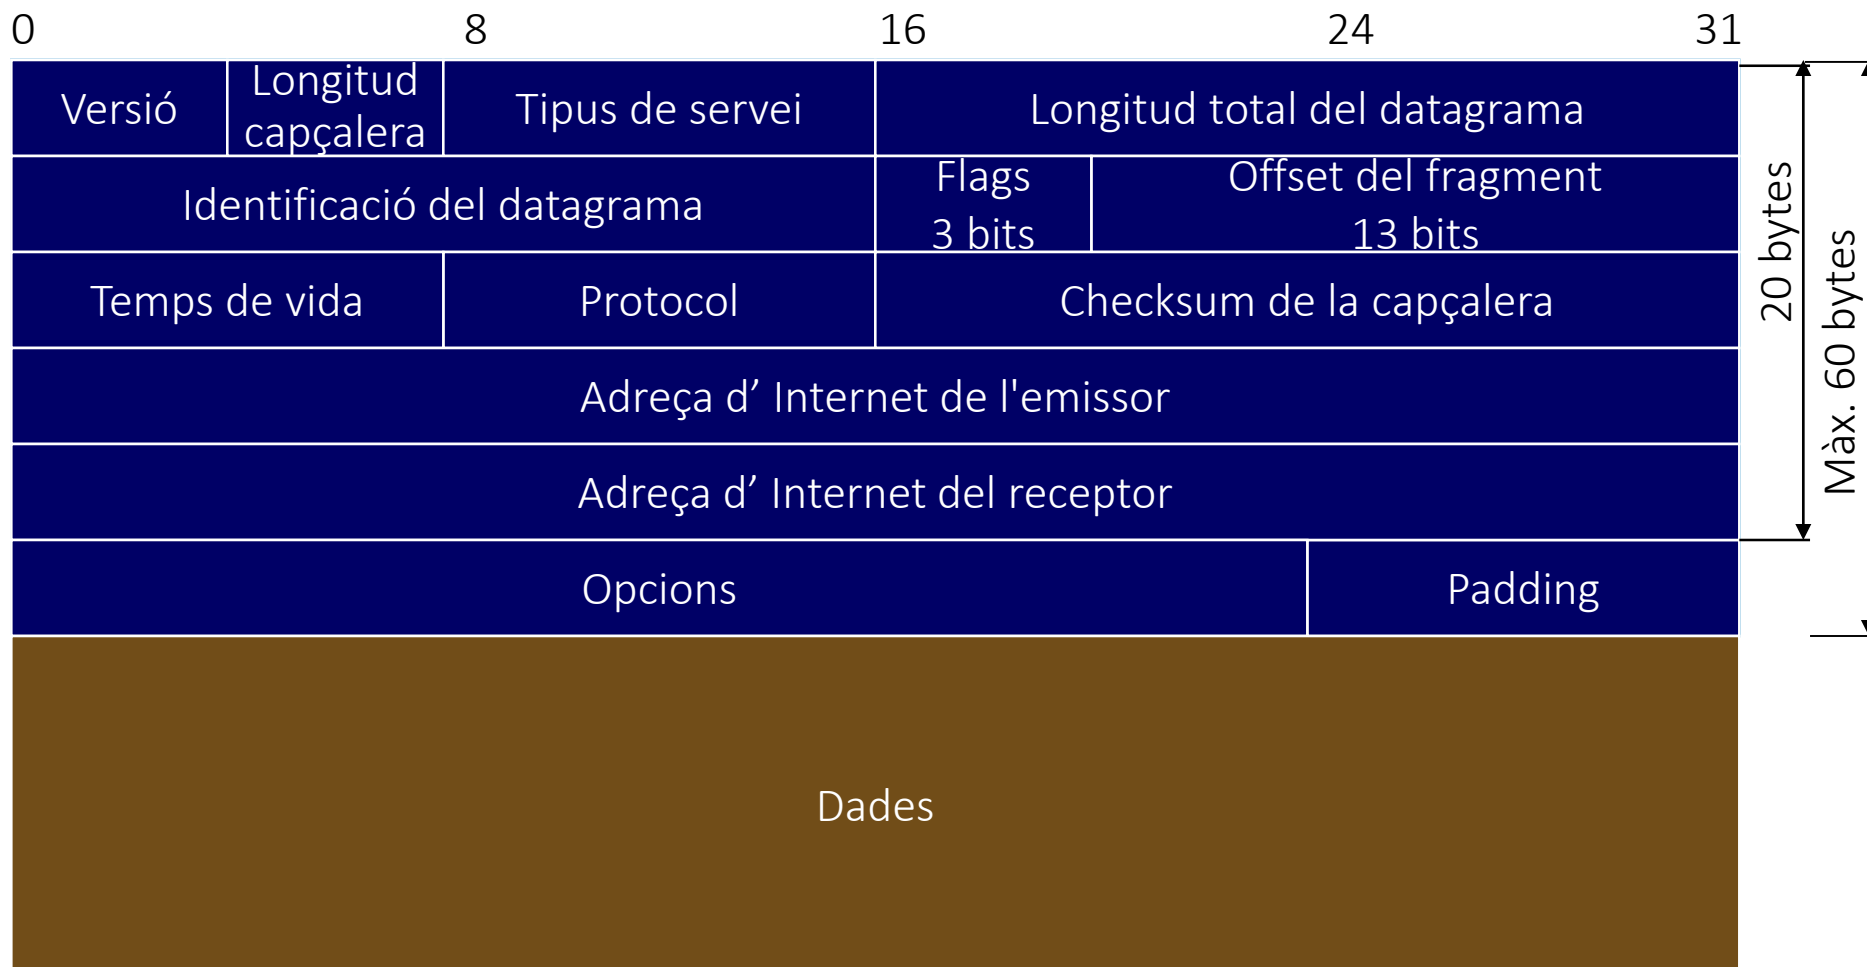 0 8 16 24 31
Versió
Longitud
capçalera
Tipus de servei
Longitud total del datagrama
Identificació del datagrama
Flags
3 bits
Offset del fragment
13 bits
Temps de vida
Protocol
Checksum de la capçalera
Adreça d’ Internet de l'emissor
Adreça d’ Internet del receptor
Opcions
Padding
Dades
20 bytes
Màx. 60 bytes